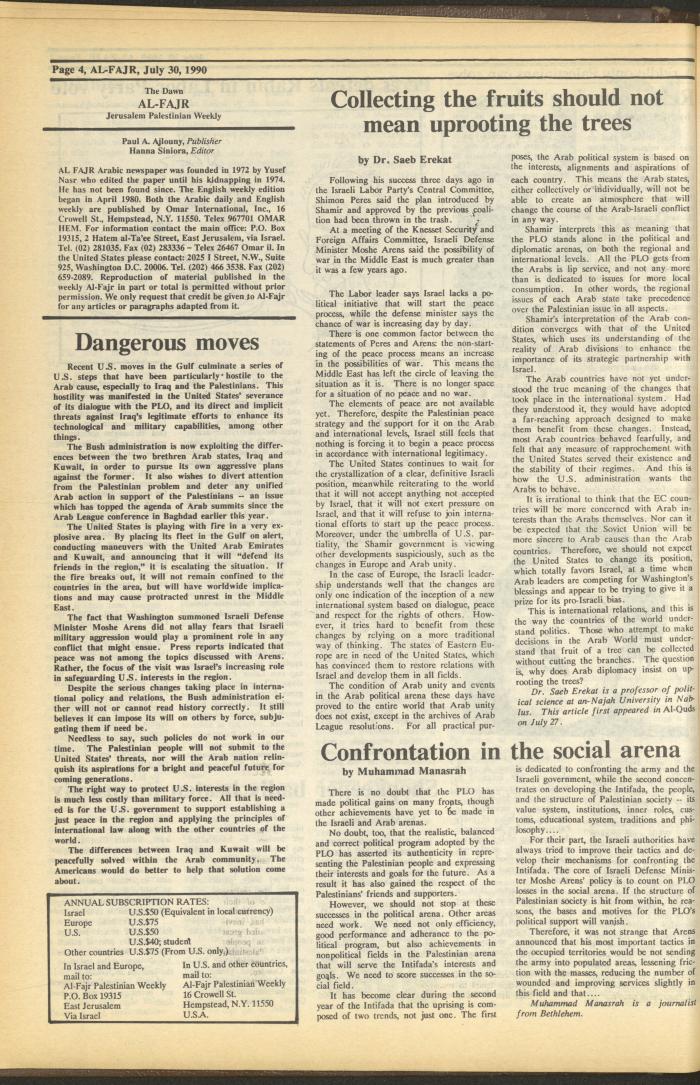 Page 4, AL-FAJR, July 30, 1990
The Dawn
AL-FAJR
Jerusalem Palestinian Weekly
Paul A. Ajlouny, Publisher
Hanna Siniora, Editor
AL FAJR Arabic newspaper was founded in 1972 by Yusef
Nasr who edited the paper until his kidnapping in 1974.
He has not been found since. The English weekly edition
began in April 1980. Both the Arabic daily and English
weekly are published by Omar International, Inc., 16
Crowell St., Hempstead, N.Y. 11550. Telex 967701 OMAR
HEM. For information contact the main office: P.O. Box
19315, 2 Hatem al-Ta'ee Street, East Jerusalem, via Israel.
Tel. (02) 281035, Fax (02) 283336 – Telex 26467 Omar il. In
the United States please contact: 2025 I Street, N.W., Suite
925, Washington D.C. 20006. Tel. (202) 466 3538. Fax (202)
659-2089. Reproduction of material published in the
weekly Al-Fajr in part or total is permitted without prior
permission. We only request that credit be given to Al-Fajr
for any articles or paragraphs adapted from it.
Dangerous moves
Recent U.S. moves in the Gulf culminate a series of
U.S. steps that have been particularly hostile to the
Arab cause, especially to Iraq and the Palestinians. This
hostility was manifested in the United States' severance
of its dialogue with the PLO, and its direct and implicit
threats against Iraq's legitimate efforts to enhance its
technological and military capabilities, among other
things.
The Bush administration is now exploiting the differ-
ences between the two brethren Arab states, Iraq and
Kuwait, in order to pursue its own aggressive plans
against the former. It also wishes to divert attention
from the Palestinian problem and deter any unified
Arab action in support of the Palestinians -- an issue
which has topped the agenda of Arab summits since the
Arab League conference in Baghdad earlier this year.
The United States is playing with fire in a very ex-
plosive area. By placing its fleet in the Gulf on alert,
conducting maneuvers with the United Arab Emirates
and Kuwait, and announcing that it will "defend its
friends in the region," it is escalating the situation. If
the fire breaks out, it will not remain confined to the
countries in the area, but will have worldwide implica-
tions and may cause protracted unrest in the Middle
East.
The fact that Washington summoned Israeli Defense
Minister Moshe Arens did not allay fears that Israeli
military aggression would play a prominent role in any
conflict that might ensue. Press reports indicated that
peace was not among the topics discussed with Arens.
Rather, the focus of the visit was Israel's increasing role
in safeguarding U.S. interests in the region.
Despite the serious changes taking place in interna-
tional policy and relations, the Bush administration ei-
ther will not or cannot read history correctly. It still
believes it can impose its will on others by force, subju-
gating them if need be.
Needless to say, such policies do not work in our
time. The Palestinian people will not submit to the
United States' threats, nor will the Arab nation relin-
quish its aspirations for a bright and peaceful future for
coming generations.
The right way to protect U.S. interests in the region
is much less costly than military force. All that is need-
ed is for the U.S. government to support establishing a
just peace in the region and applying the principles of
international law along with the other countries of the
world.
The differences between Iraq and Kuwait will be
peacefully solved within the Arab community. The
Americans would do better to help that solution come
about.
ANNUAL SUBSCRIPTION RATES:
Israel U.S.$50 (Equivalent in local currency)
Europe U.S.$75
U.S. U.S.$50
U.S.$40; student
Other countries U.S.$75 (From U.S. only.)
In Israel and Europe,
mail to:
Al-Fajr Palestinian Weekly
P.O. Box 19315
East Jerusalem
Via Israel
In U.S. and other countries,
mail to:
Al-Fajr Palestinian Weekly
16 Crowell St.
Hempstead, N.Y. 11550
U.S.A.
Collecting the fruits should not
mean uprooting the trees
by Dr. Saeb Erekat
Following his success three days ago in
the Israeli Labor Party's Central Committee,
Shimon Peres said the plan introduced by
Shamir and approved by the previous coali-
tion had been thrown in the trash.
At a meeting of the Knesset Security and
Foreign Affairs Committee, Israeli Defense
Minister Moshe Arens said the possibility of
war in the Middle East is much greater than
it was a few years ago.
The Labor leader says Israel lacks a po-
litical initiative that will start the peace
process, while the defense minister says the
chance of war is increasing day by day.
There is one common factor between the
statements of Peres and Arens: the non-start-
ing of the peace process means an increase
in the possibilities of war. This means the
Middle East has left the circle of leaving the
situation as it is. There is no longer space
for a situation of no peace and no war.
The elements of peace are not available
yet. Therefore, despite the Palestinian peace
strategy and the support for it on the Arab
and international levels, Israel still feels that
nothing is forcing it to begin a peace process
in accordance with international legitimacy.
The United States continues to wait for
the crystallization of a clear, definitive Israeli
position, meanwhile reiterating to the world
that it will not accept anything not accepted
by Israel, that it will not exert pressure on
Israel, and that it will refuse to join interna-
tional efforts to start up the peace process.
Moreover, under the umbrella of U.S. par-
tiality, the Shamir government is viewing
other developments suspiciously, such as the
changes in Europe and Arab unity.
In the case of Europe, the Israeli leader-
ship understands well that the changes are
only one indication of the inception of a new
international system based on dialogue, peace
and respect for the rights of others. How-
ever, it tries hard to benefit from these
changes by relying on a more traditional
way of thinking. The states of Eastern Eu-
rope are in need of the United States, which
has convinced them to restore relations with
Israel and develop them in all fields.
The condition of Arab unity and events
in the Arab political arena these days have
proved to the entire world that Arab unity
does not exist, except in the archives of Arab
League resolutions. For all practical pur-
poses, the Arab political system is based on
the interests, alignments and aspirations of
each country. This means the Arab states,
either collectively or individually, will not be
able to create an atmosphere that will
change the course of the Arab-Israeli conflict
in any way.
Shamir interprets this as meaning that
the PLO stands alone in the political and
diplomatic arenas, on both the regional and
international levels. All the PLO gets from
the Arabs is lip service, and not any more
than is dedicated to issues for more local
consumption. In other words, the regional
issues of each Arab state take precedence
over the Palestinian issue in all aspects.
Shamir's interpretation of the Arab con-
dition converges with that of the United
States, which uses its understanding of the
reality of Arab divisions to enhance the
importance of its strategic partnership with
Israel.
The Arab countries have not yet under-
stood the true meaning of the changes that
took place in the international system. Had
they understood it, they would have adopted
a far-reaching approach designed to make
them benefit from these changes. Instead,
most Arab countries behaved fearfully, and
felt that any measure of rapprochement with
the United States served their existence and
the stability of their regimes. And this is
how the U.S. administration wants the
Arabs to behave.
It is irrational to think that the EC coun-
tries will be more concerned with Arab in-
terests than the Arabs themselves. Nor can it
be expected that the Soviet Union will be
more sincere to Arab causes than the Arab
countries. Therefore, we should not expect
the United States to change its position,
which totally favors Israel, at a time when
Arab leaders are competing for Washington's
blessings and appear to be trying to give it a
prize for its pro-Israeli bias.
This is international relations, and this is
the way the countries of the world under-
stand politics. Those who attempt to make
decisions in the Arab World must under-
stand that fruit of a tree can be collected
without cutting the branches. The question
is, why does Arab diplomacy insist on up-
rooting the trees?
Dr. Saeb Erekat is a professor of polit-
ical science at an-Najah University in Nab-
lus. This article first appeared in Al-Quds
on July 27.
Confrontation in the social arena
by Muhammad Manasrah
There is no doubt that the PLO has
made political gains on many fronts, though
other achievements have yet to be made in
the Israeli and Arab arenas.
No doubt, too, that the realistic, balanced
and correct political program adopted by the
PLO has asserted its authenticity in repre-
senting the Palestinian people and expressing
their interests and goals for the future. As a
result it has also gained the respect of the
Palestinians' friends and supporters.
However, we should not stop at these
successes in the political arena. Other areas
need work. We need not only efficiency,
good performance and adherence to the po-
litical program, but also achievements in
nonpolitical fields in the Palestinian arena
that will serve the Intifada's interests and
goals. We need to score successes in the so-
cial field.
It has become clear during the second
year of the Intifada that the uprising is com-
posed of two trends, not just one. The first
is dedicated to confronting the army and the
Israeli government, while the second concen-
trates on developing the Intifada, the people,
and the structure of Palestinian society -- its
value system, institutions, inner roles, cus-
toms, educational system, traditions and phi-
losophy....
For their part, the Israeli authorities have
always tried to improve their tactics and de-
velop their mechanisms for confronting the
Intifada. The core of Israeli Defense Minis-
ter Moshe Arens' policy is to count on PLO
losses in the social arena. If the structure of
Palestinian society is hit from within, he rea-
sons, the bases and motives for the PLO's
political support will vanish.
Therefore, it was not strange that Arens
announced that his most important tactics in
the occupied territories would be not sending
the army into populated areas, lessening fric-
tion with the masses, reducing the number of
wounded and improving services slightly in
this field and that....
Muhammad Manasrah is a journalist
from Bethlehem.